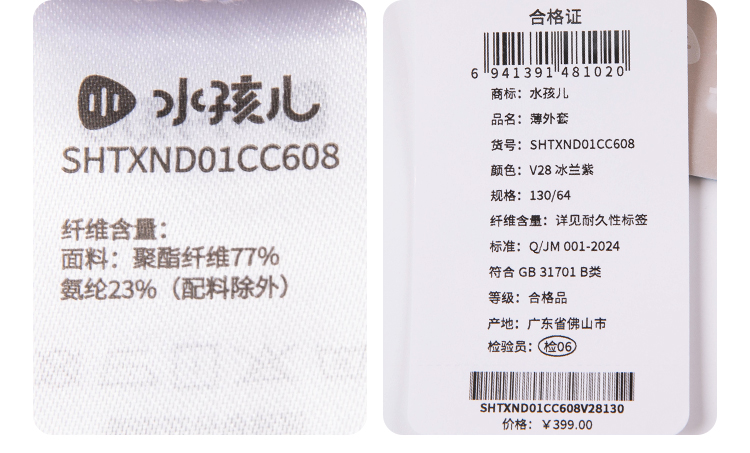 水孩儿
SHTXND01CC608
纤维含量：
面料：聚酯纤维77%
氨纶23%（配料除外）
合格证
6 941391 481020
商标：水孩儿
品名：薄外套
货号：SHTXND01CC608
颜色：V28 冰兰紫
规格：130/64
纤维含量：详见耐久性标签
标准：Q/JM 001-2024
符合 GB 31701 B类
等级：合格品
产地：广东省佛山市
检验员：检06
SHTXND01CC608V28130
价格：￥399.00